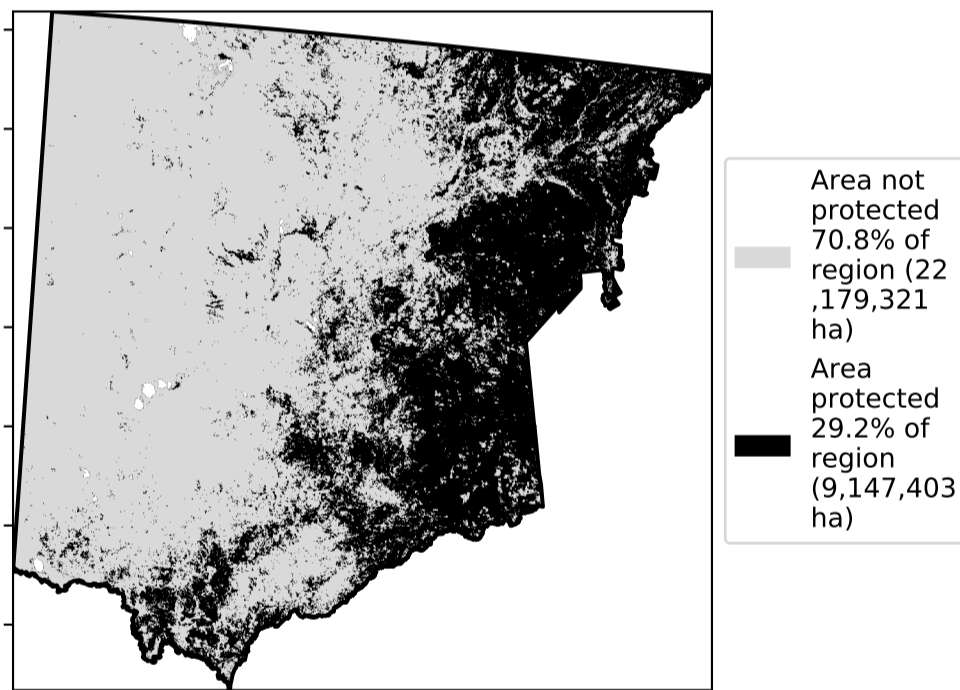 Area not
protected
70.8% of
region (22
,179,321
ha)
Area
protected
29.2% of
region
(9,147,403
ha)